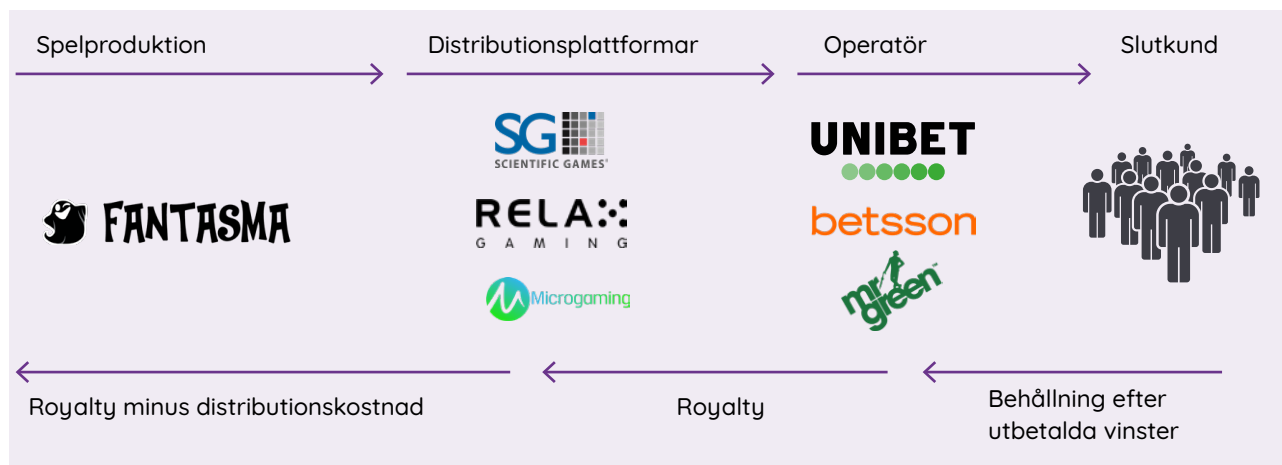 Spelproduktion
Distributionsplattformar
Operatör
Slutkund
SG
SCIENTIFIC GAMES
UNIBET
FANTASMA
RELAX
GAMING
betsson
Microgaming
mr
green
Royalty minus distributionskostnad
Royalty
Behållning efter
utbetalda vinster